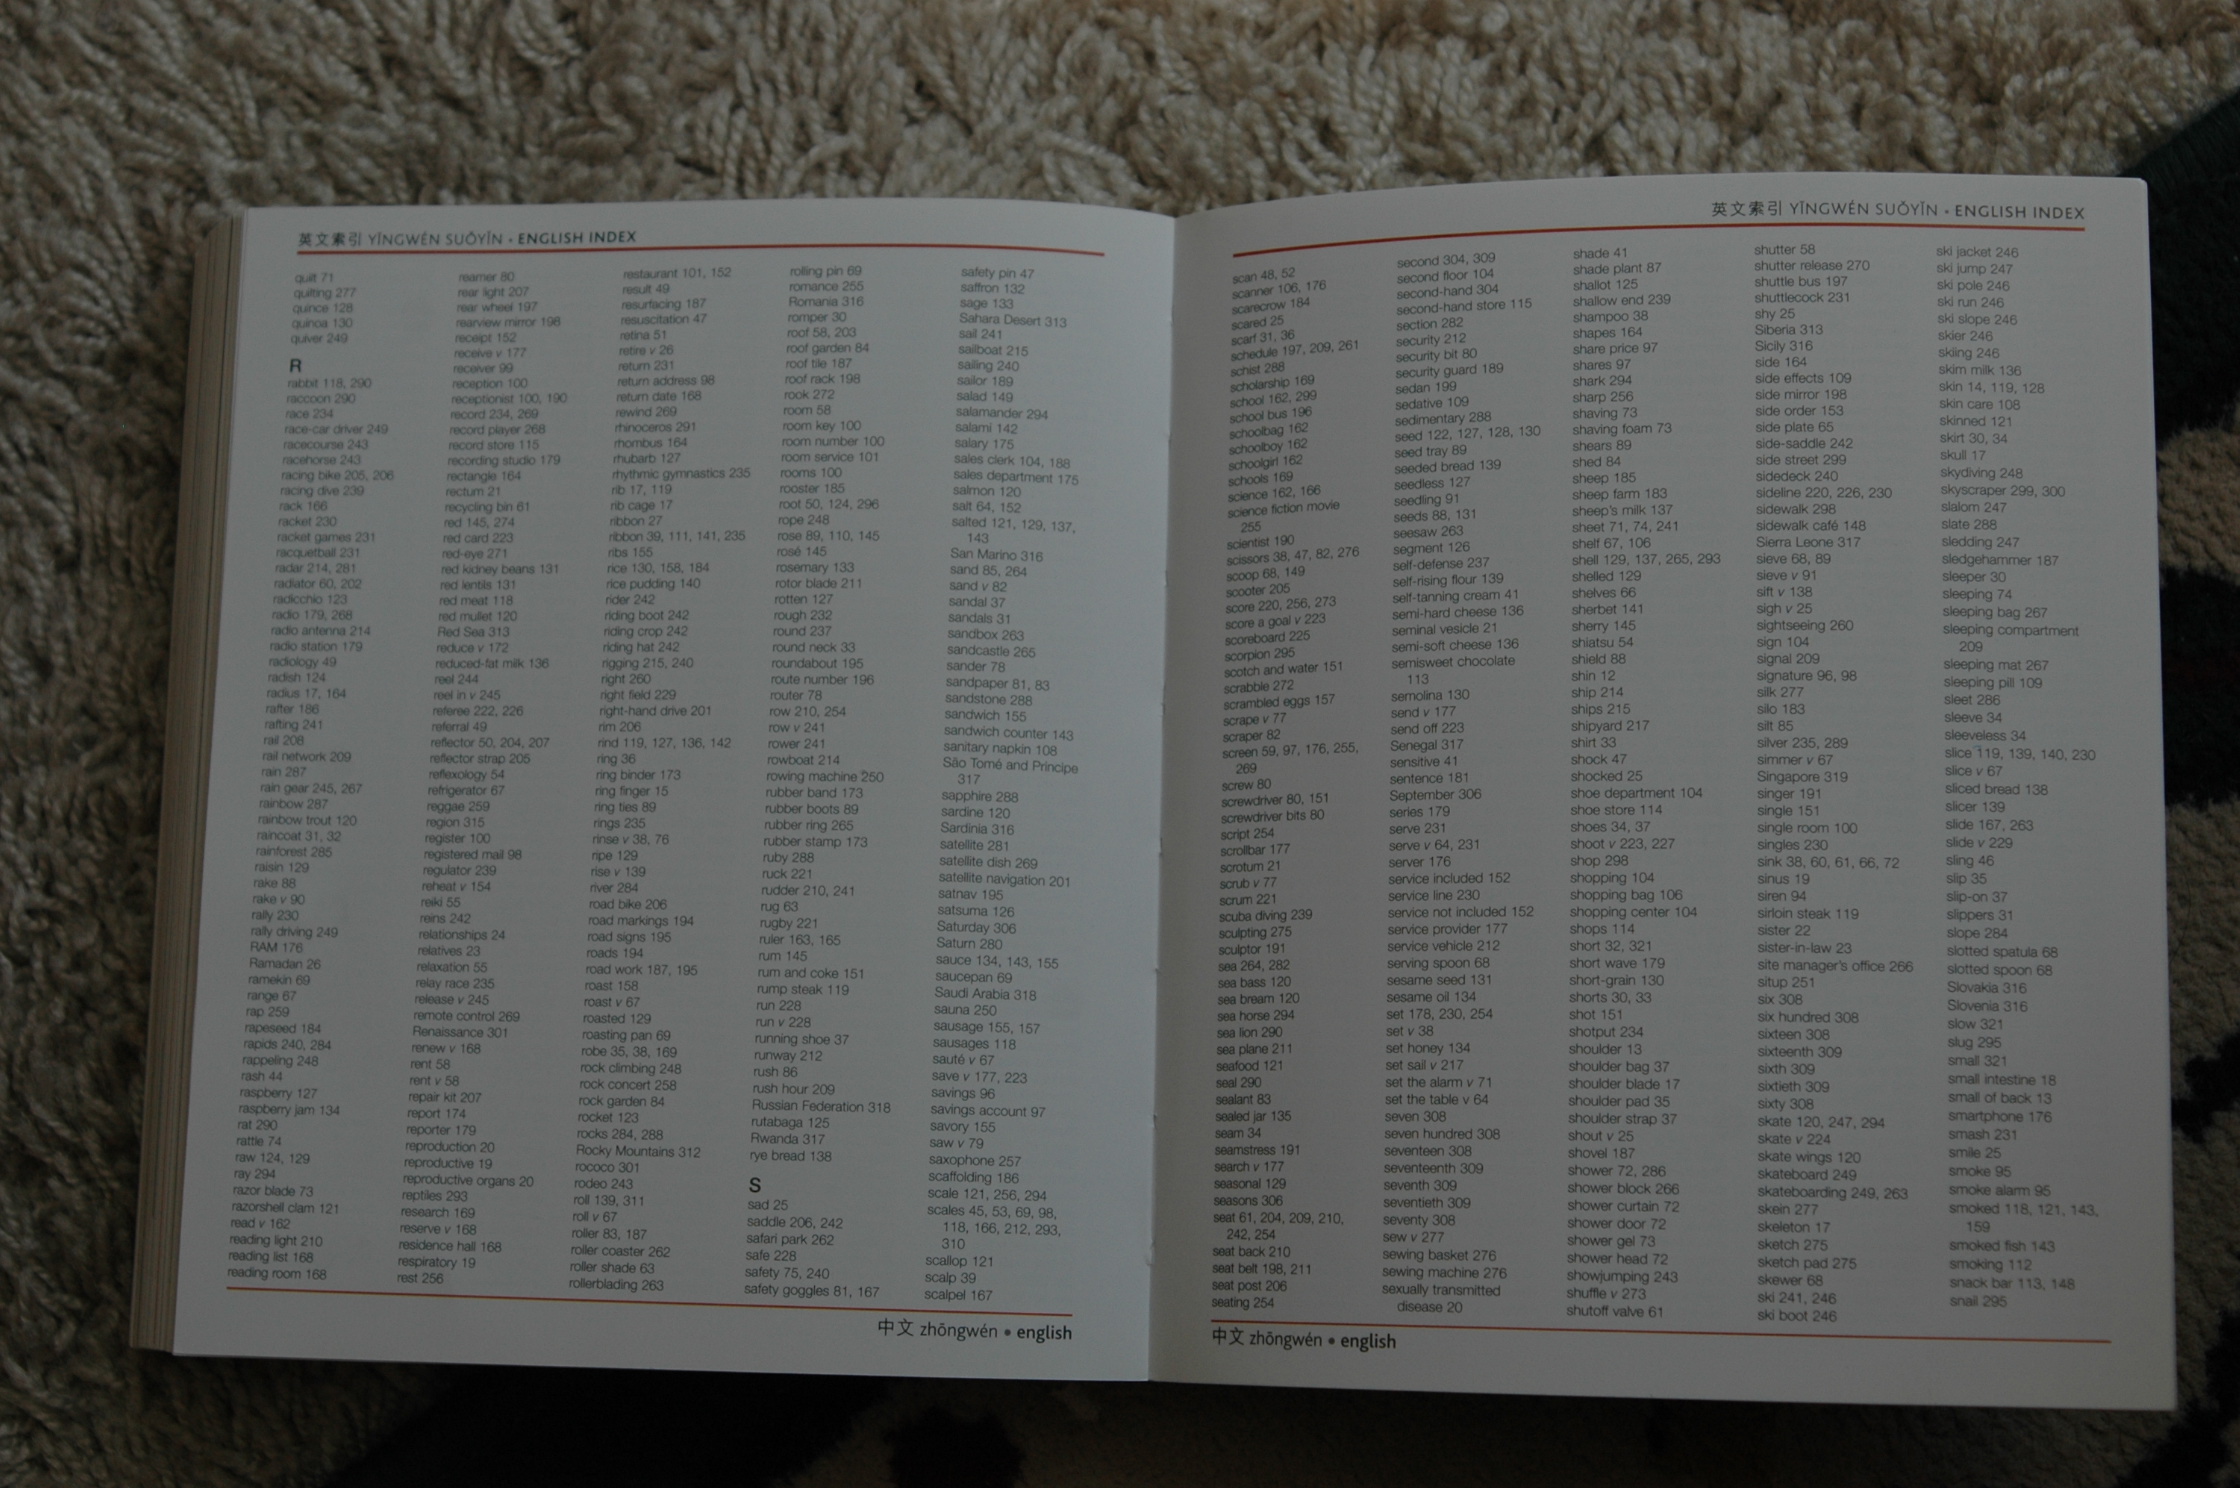 英文索引 YĪNGWÉN SUǑYǏN • ENGLISH INDEX
quilt 71
quilting 277
quince 128
quinoa 130
quiver 249
R
rabbit 118, 290
raccoon 290
race 234
race-car driver 249
racecourse 243
racehorse 243
racing bike 205, 206
racing dive 239
rack 166
racket 230
racket games 231
racquetball 231
radar 214, 281
radiator 60, 202
radicchio 123
radio 179, 268
radio antenna 214
radio station 179
radiology 49
radish 124
radius 17, 164
rafter 186
rafting 241
rail 208
rail network 209
rain 287
rain gear 245, 267
rainbow 287
rainbow trout 120
raincoat 31, 32
rainforest 285
raisin 129
rake 88
rake v 90
rally 230
rally driving 249
RAM 176
Ramadan 26
ramekin 69
range 67
rap 259
rapeseed 184
rapids 240, 284
rappeling 248
rash 44
raspberry 127
raspberry jam 134
rat 290
rattle 74
raw 124, 129
ray 294
razor blade 73
razorshell clam 121
read v 162
reading light 210
reading list 168
reading room 168
reamer 80
rear light 207
rear wheel 197
rearview mirror 198
receipt 152
receive v 177
receiver 99
reception 100
receptionist 100, 190
record 234, 269
record player 268
record store 115
recording studio 179
rectangle 164
rectum 21
recycling bin 61
red 145, 274
red card 223
red-eye 271
red kidney beans 131
red lentils 131
red meat 118
red mullet 120
Red Sea 313
reduce v 172
reduced-fat milk 136
reel 244
reel in v 245
referee 222, 226
referral 49
reflector 50, 204, 207
reflector strap 205
reflexology 54
refrigerator 67
reggae 259
region 315
register 100
registered mail 98
regulator 239
reheat v 154
reiki 55
reins 242
relationships 24
relatives 23
relaxation 55
relay race 235
release v 245
remote control 269
Renaissance 301
renew v 168
rent 58
rent v 58
repair kit 207
report 174
reporter 179
reproduction 20
reproductive 19
reproductive organs 20
reptiles 293
research 169
reserve v 168
residence hall 168
respiratory 19
rest 256
restaurant 101, 152
result 49
resurfacing 187
resuscitation 47
retina 51
retire v 26
return 231
return address 98
return date 168
rewind 269
rhinoceros 291
rhombus 164
rhubarb 127
rhythmic gymnastics 235
rib 17, 119
rib cage 17
ribbon 27
ribbon 39, 111, 141, 235
ribs 155
rice 130, 158, 184
rice pudding 140
rider 242
riding boot 242
riding crop 242
riding hat 242
rigging 215, 240
right 260
right field 229
right-hand drive 201
rim 206
rind 119, 127, 136, 142
ring 36
ring binder 173
ring finger 15
ring ties 89
rings 235
rinse v 38, 76
ripe 129
rise v 139
river 284
road bike 206
road markings 194
road signs 195
roads 194
road work 187, 195
roast 158
roast v 67
roasted 129
roasting pan 69
robe 35, 38, 169
rock climbing 248
rock concert 258
rock garden 84
rocket 123
rocks 284, 288
Rocky Mountains 312
rococo 301
rodeo 243
roll 139, 311
roll v 67
roller 83, 187
roller coaster 262
roller shade 63
rollerblading 263
rolling pin 69
romance 255
Romania 316
romper 30
roof 58, 203
roof garden 84
roof tile 187
roof rack 198
rook 272
room 58
room key 100
room number 100
room service 101
rooms 100
rooster 185
root 50, 124, 296
rope 248
rose 89, 110, 145
rosé 145
rosemary 133
rotor blade 211
rotten 127
rough 232
round 237
round neck 33
roundabout 195
route number 196
router 78
row 210, 254
row v 241
rower 241
rowboat 214
rowing machine 250
rubber band 173
rubber boots 89
rubber ring 265
rubber stamp 173
ruby 288
ruck 221
rudder 210, 241
rug 63
rugby 221
ruler 163, 165
rum 145
rum and coke 151
rump steak 119
run 228
run v 228
running shoe 37
runway 212
rush 86
rush hour 209
Russian Federation 318
rutabaga 125
Rwanda 317
rye bread 138
S
sad 25
saddle 206, 242
safari park 262
safe 228
safety 75, 240
safety goggles 81, 167
safety pin 47
saffron 132
sage 133
Sahara Desert 313
sail 241
sailboat 215
sailing 240
sailor 189
salad 149
salamander 294
salami 142
salary 175
sales clerk 104, 188
sales department 175
salmon 120
salt 64, 152
salted 121, 129, 137,
143
San Marino 316
sand 85, 264
sand v 82
sandal 37
sandals 31
sandbox 263
sandcastle 265
sander 78
sandpaper 81, 83
sandstone 288
sandwich 155
sandwich counter 143
sanitary napkin 108
São Tomé and Príncipe
317
sapphire 288
sardine 120
Sardinia 316
satellite 281
satellite dish 269
satellite navigation 201
satnav 195
satsuma 126
Saturday 306
Saturn 280
sauce 134, 143, 155
saucepan 69
Saudi Arabia 318
sauna 250
sausage 155, 157
sausages 118
sauté v 67
save v 177, 223
savings 96
savings account 97
savory 155
saw v 79
saxophone 257
scaffolding 186
scale 121, 256, 294
scales 45, 53, 69, 98,
118, 166, 212, 293,
310
scallop 121
scalp 39
scalpel 167
中文 zhōngwén • english
英文索引 YĪNGWÉN SUǑYǏN • ENGLISH INDEX
scan 48, 52
scanner 106, 176
scarecrow 184
scared 25
scarf 31, 36
schedule 197, 209, 261
schist 288
scholarship 169
school 162, 299
school bus 196
schoolbag 162
schoolboy 162
schoolgirl 162
schools 169
science 162, 166
science fiction movie
255
scientist 190
scissors 38, 47, 82, 276
scoop 68, 149
scooter 205
score 220, 256, 273
score a goal v 223
scoreboard 225
scorpion 295
scotch and water 151
scrabble 272
scrambled eggs 157
scrape v 77
scraper 82
screen 59, 97, 176, 255,
269
screw 80
screwdriver 80, 151
screwdriver bits 80
script 254
scrollbar 177
scrotum 21
scrub v 77
scrum 221
scuba diving 239
sculpting 275
sculptor 191
sea 264, 282
sea bass 120
sea bream 120
sea horse 294
sea lion 290
sea plane 211
seafood 121
seal 290
sealant 83
sealed jar 135
seam 34
seamstress 191
search v 177
seasonal 129
seasons 306
seat 61, 204, 209, 210,
242, 254
seat back 210
seat belt 198, 211
seat post 206
seating 254
second 304, 309
second floor 104
second-hand 304
second-hand store 115
section 282
security 212
security bit 80
security guard 189
sedan 199
sedative 109
sedimentary 288
seed 122, 127, 128, 130
seed tray 89
seeded bread 139
seedless 127
seedling 91
seeds 88, 131
seesaw 263
segment 126
self-defense 237
self-rising flour 139
self-tanning cream 41
semi-hard cheese 136
seminal vesicle 21
semi-soft cheese 136
semisweet chocolate
113
semolina 130
send v 177
send off 223
Senegal 317
sensitive 41
sentence 181
September 306
series 179
serve 231
serve v 64, 231
server 176
service included 152
service line 230
service not included 152
service provider 177
service vehicle 212
serving spoon 68
sesame seed 131
sesame oil 134
set 178, 230, 254
set v 38
set honey 134
set sail v 217
set the alarm v 71
set the table v 64
seven 308
seven hundred 308
seventeen 308
seventeenth 309
seventh 309
seventieth 309
seventy 308
sew v 277
sewing basket 276
sewing machine 276
sexually transmitted
disease 20
shade 41
shade plant 87
shallot 125
shallow end 239
shampoo 38
shapes 164
share price 97
shares 97
shark 294
sharp 256
shaving 73
shaving foam 73
shears 89
shed 84
sheep 185
sheep farm 183
sheep's milk 137
sheet 71, 74, 241
shelf 67, 106
shell 129, 137, 265, 293
shelled 129
shelves 66
sherbet 141
sherry 145
shiatsu 54
shield 88
shin 12
ship 214
ships 215
shipyard 217
shirt 33
shock 47
shocked 25
shoe department 104
shoe store 114
shoes 34, 37
shoot v 223, 227
shop 298
shopping 104
shopping bag 106
shopping center 104
shops 114
short 32, 321
short wave 179
short-grain 130
shorts 30, 33
shot 151
shotput 234
shoulder 13
shoulder bag 37
shoulder blade 17
shoulder pad 35
shoulder strap 37
shout v 25
shovel 187
shower 72, 286
shower block 266
shower curtain 72
shower door 72
shower gel 73
shower head 72
showjumping 243
shuffle v 273
shutoff valve 61
shutter 58
shutter release 270
shuttle bus 197
shuttlecock 231
shy 25
Siberia 313
Sicily 316
side 164
side effects 109
side mirror 198
side order 153
side plate 65
side-saddle 242
side street 299
sidedeck 240
sideline 220, 226, 230
sidewalk 298
sidewalk café 148
Sierra Leone 317
sieve 68, 89
sieve v 91
sift v 138
sigh v 25
sightseeing 260
sign 104
signal 209
signature 96, 98
silk 277
silo 183
silt 85
silver 235, 289
simmer v 67
Singapore 319
singer 191
single 151
single room 100
singles 230
sink 38, 60, 61, 66, 72
sinus 19
siren 94
sirloin steak 119
sister 22
sister-in-law 23
site manager's office 266
situp 251
six 308
six hundred 308
sixteen 308
sixteenth 309
sixth 309
sixtieth 309
sixty 308
skate 120, 247, 294
skate v 224
skate wings 120
skateboard 249
skateboarding 249, 263
skein 277
skeleton 17
sketch 275
sketch pad 275
skewer 68
ski 241, 246
ski boot 246
ski jacket 246
ski jump 247
ski pole 246
ski run 246
ski slope 246
skier 246
skiing 246
skim milk 136
skin 14, 119, 128
skin care 108
skinned 121
skirt 30, 34
skull 17
skydiving 248
skyscraper 299, 300
slalom 247
slate 288
sledding 247
sledgehammer 187
sleeper 30
sleeping 74
sleeping bag 267
sleeping compartment
209
sleeping mat 267
sleeping pill 109
sleet 286
sleeve 34
sleeveless 34
slice 119, 139, 140, 230
slice v 67
sliced bread 138
slicer 139
slide 167, 263
slide v 229
sling 46
slip 35
slip-on 37
slippers 31
slope 284
slotted spatula 68
slotted spoon 68
Slovakia 316
Slovenia 316
slow 321
slug 295
small 321
small intestine 18
small of back 13
smartphone 176
smash 231
smile 25
smoke 95
smoke alarm 95
smoked 118, 121, 143,
159
smoked fish 143
smoking 112
snack bar 113, 148
snail 295
中文 zhōngwén • english